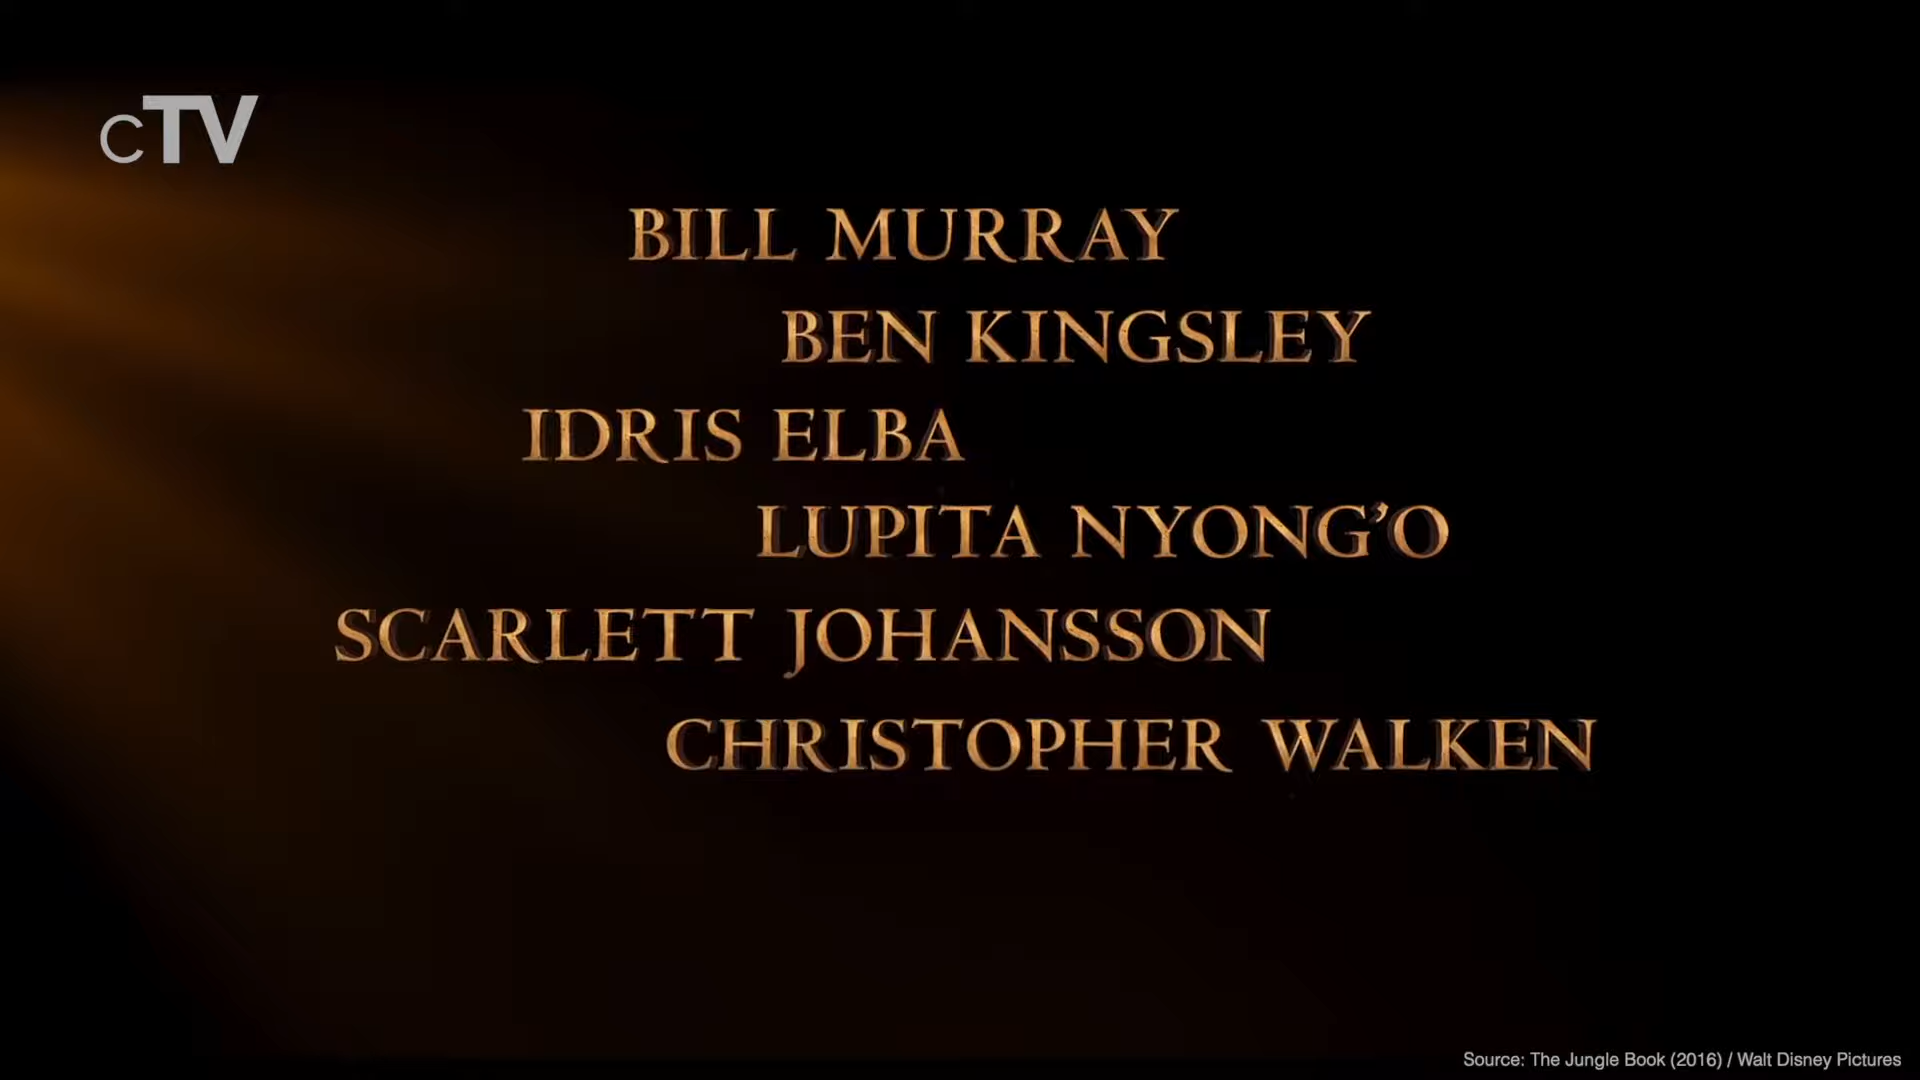 cTV
BILL MURRAY
BEN KINGSLEY
IDRIS ELBA
LUPITA NYONG’O
SCARLETT JOHANSSON
CHRISTOPHER WALKEN
Source: The Jungle Book (2016) / Walt Disney Pictures